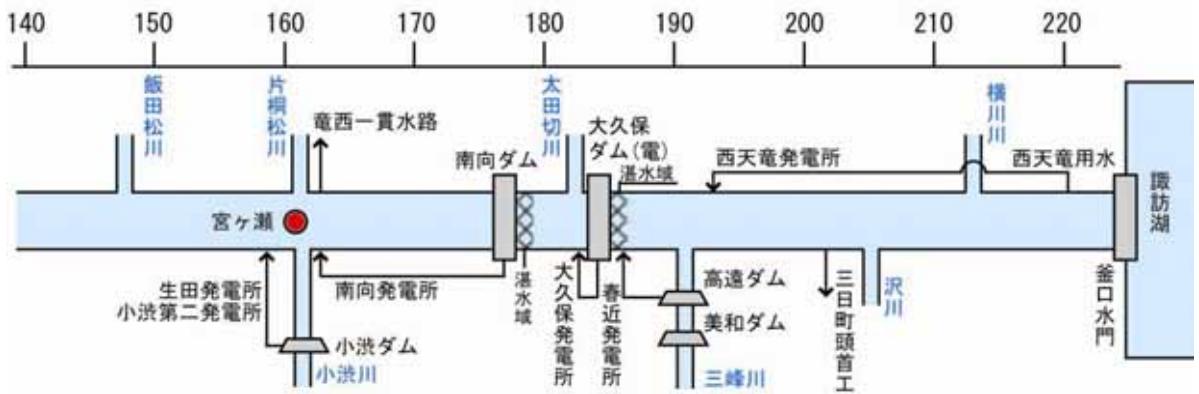 140 150 160 170 180 190 200 210 220
飯田松川
片桐松川
太田切川
横川川
竜西一貫水路
南向ダム
大久保
ダム(電)
湛水域
西天竜発電所
西天竜用水
諏訪湖
宮ヶ瀬
生田発電所
小渋第二発電所
南向発電所
湛水域
大久保発電所
春近発電所
高遠ダム
美和ダム
三日町頭首工
沢川
釜口水門
小渋ダム
小渋川
三峰川